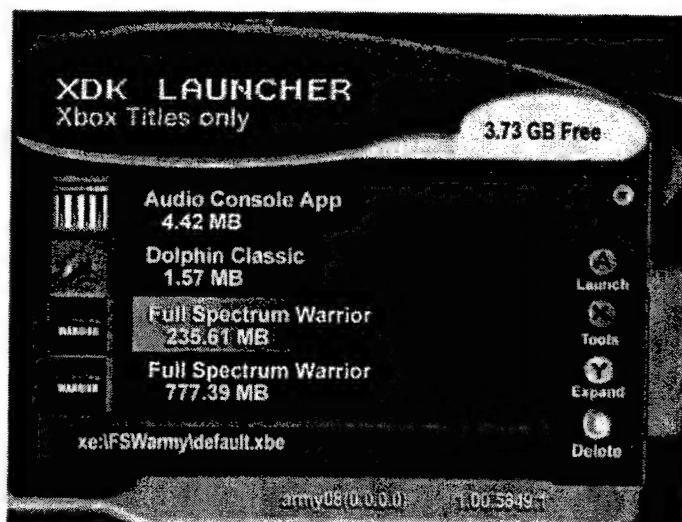 XDK LAUNCHER
Xbox Titles only
3.73 GB Free
Audio Console App
4.42 MB
Dolphin Classic
1.57 MB
Full Spectrum Warrior
235.61 MB
Full Spectrum Warrior
777.39 MB
A
Launch
X
Tools
Y
Expand
Delete
xe:\FSWarmy\default.xbe
army08(0.0.0.0)
1.00.5849.1